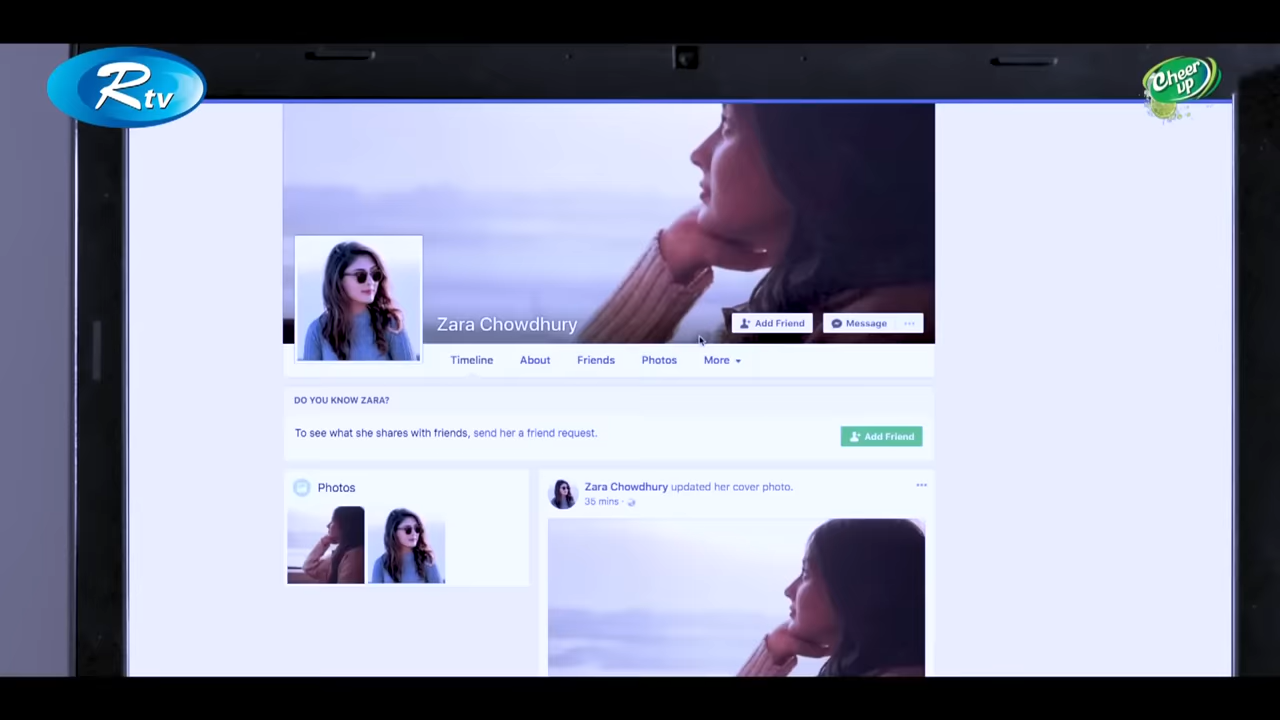 Rtv
Cheer up
Zara Chowdhury
Add Friend
Message
Timeline
About
Friends
Photos
More
DO YOU KNOW ZARA?
To see what she shares with friends, send her a friend request.
Add Friend
Photos
Zara Chowdhury updated her cover photo.
35 mins ·